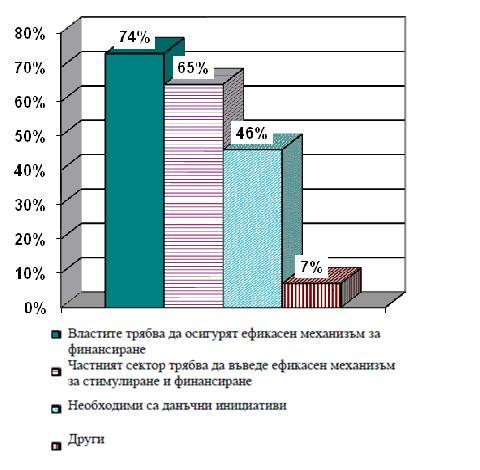 80%
74%
70%
65%
60%
50%
46%
40%
30%
20%
10%
7%
0%
Властите трябва да осигурят ефикасен механизъм за
финансиране
Частният сектор трябва да въведе ефикасен механизъм
за стимулиране и финансиране
Необходими са данъчни инициативи
Други